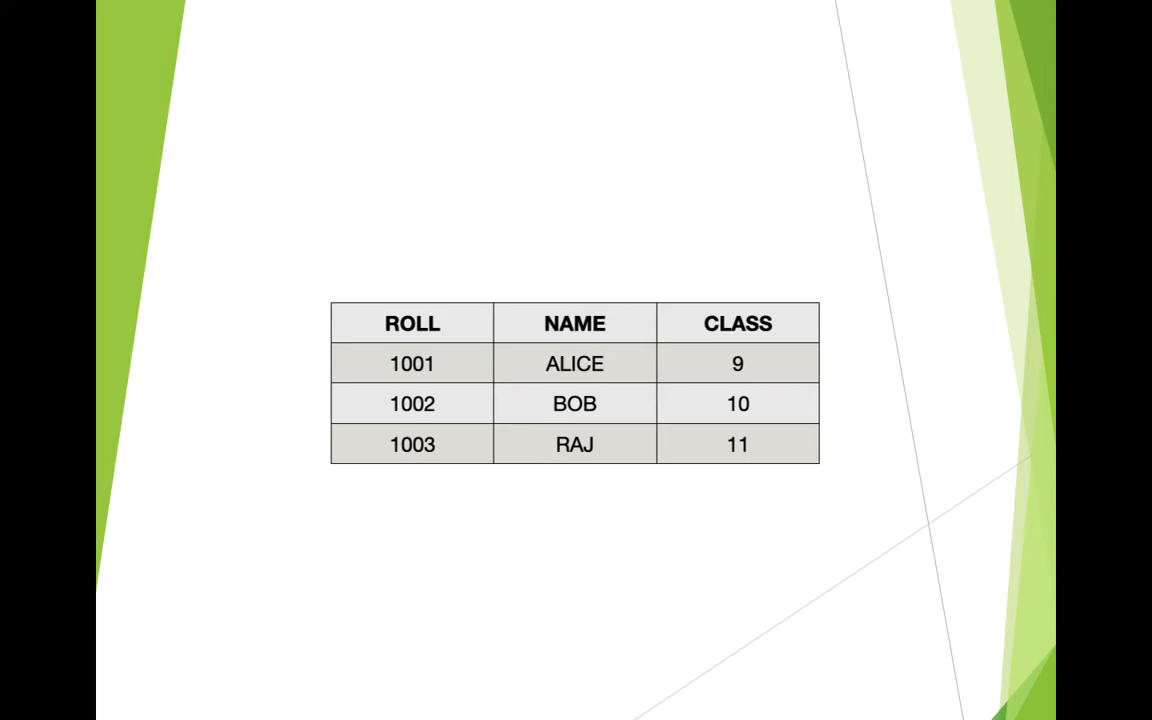 ROLL NAME CLASS
1001 ALICE 9
1002 BOB 10
1003 RAJ 11